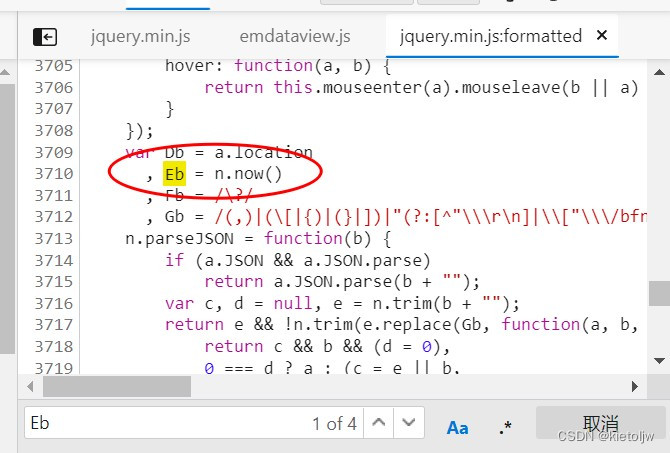 jquery.min.js emdataview.js jquery.min.js:formatted ×
3705 hover: function(a, b) {
3706 return this.mouseenter(a).mouseleave(b || a)
3707 }
3708 });
3709 var Db = a.location
3710 , Eb = n.now()
3711 , Fb = /\?/
3712 , Gb = /(,)|(\[|{)|(}|])|"(?:[^"\\\r\n]|\\["\\\/bfn
3713 n.parseJSON = function(b) {
3714 if (a.JSON && a.JSON.parse)
3715 return a.JSON.parse(b + "");
3716 var c, d = null, e = n.trim(b + "");
3717 return e && !n.trim(e.replace(Gb, function(a, b,
3718 return c && b && (d = 0),
3719 0 === d ? a : (c = e || b,
Eb 1 of 4 Aa .* 取消
CSDN @kietoljw